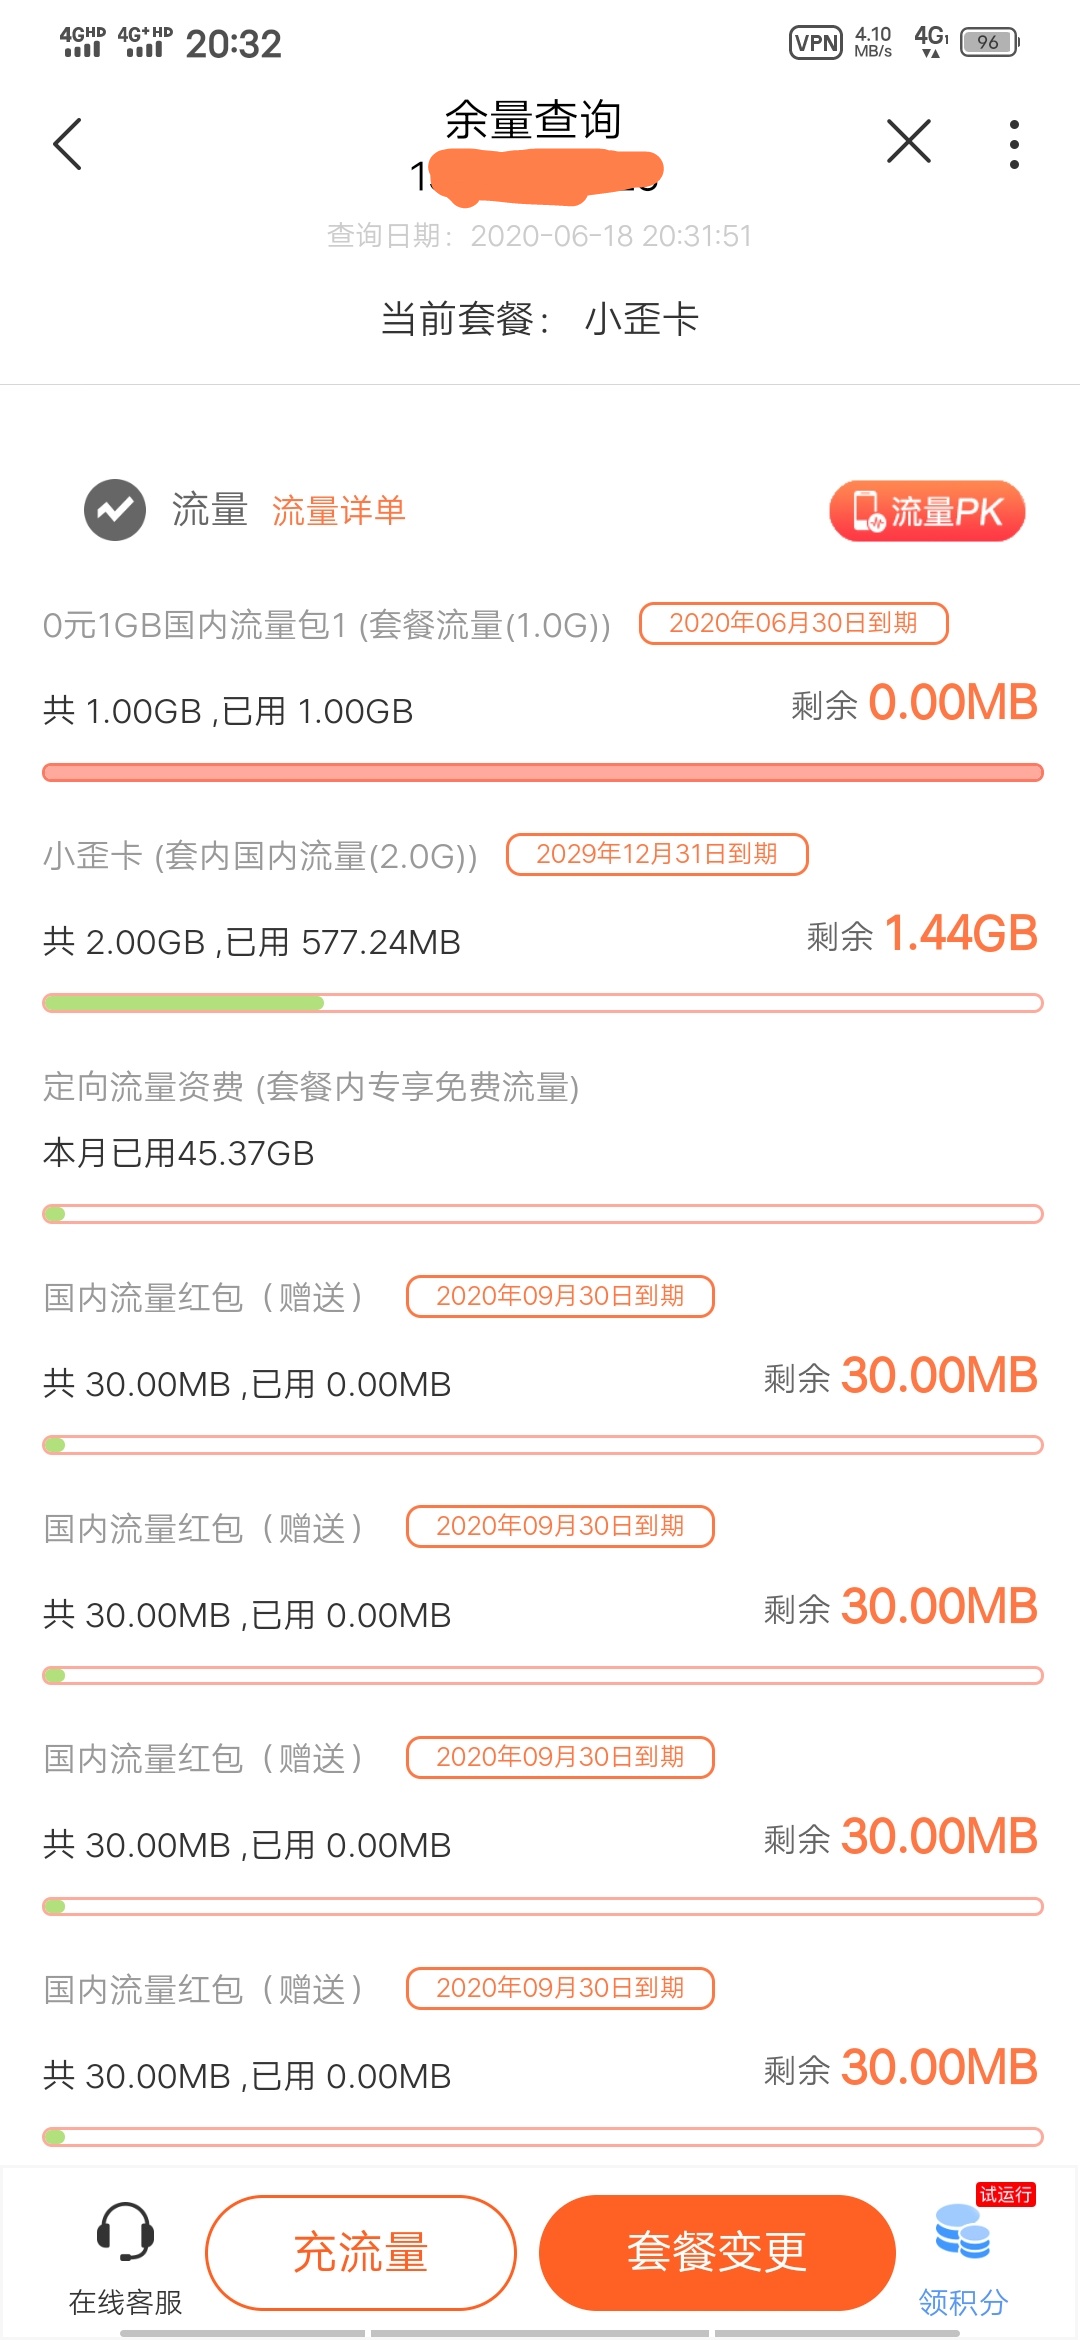 4GHD 4G+HD 20:32 VPN 4.10 MB/s 4G 96
余量查询
查询日期：2020-06-18 20:31:51
当前套餐： 小歪卡
流量 流量详单 流量PK
0元1GB国内流量包1 (套餐流量(1.0G)) 2020年06月30日到期
共 1.00GB ,已用 1.00GB 剩余 0.00MB
小歪卡 (套内国内流量(2.0G)) 2029年12月31日到期
共 2.00GB ,已用 577.24MB 剩余 1.44GB
定向流量资费 (套餐内专享免费流量)
本月已用45.37GB
国内流量红包（赠送） 2020年09月30日到期
共 30.00MB ,已用 0.00MB 剩余 30.00MB
国内流量红包（赠送） 2020年09月30日到期
共 30.00MB ,已用 0.00MB 剩余 30.00MB
国内流量红包（赠送） 2020年09月30日到期
共 30.00MB ,已用 0.00MB 剩余 30.00MB
国内流量红包（赠送） 2020年09月30日到期
共 30.00MB ,已用 0.00MB 剩余 30.00MB
在线客服 充流量 套餐变更 试运行 领积分